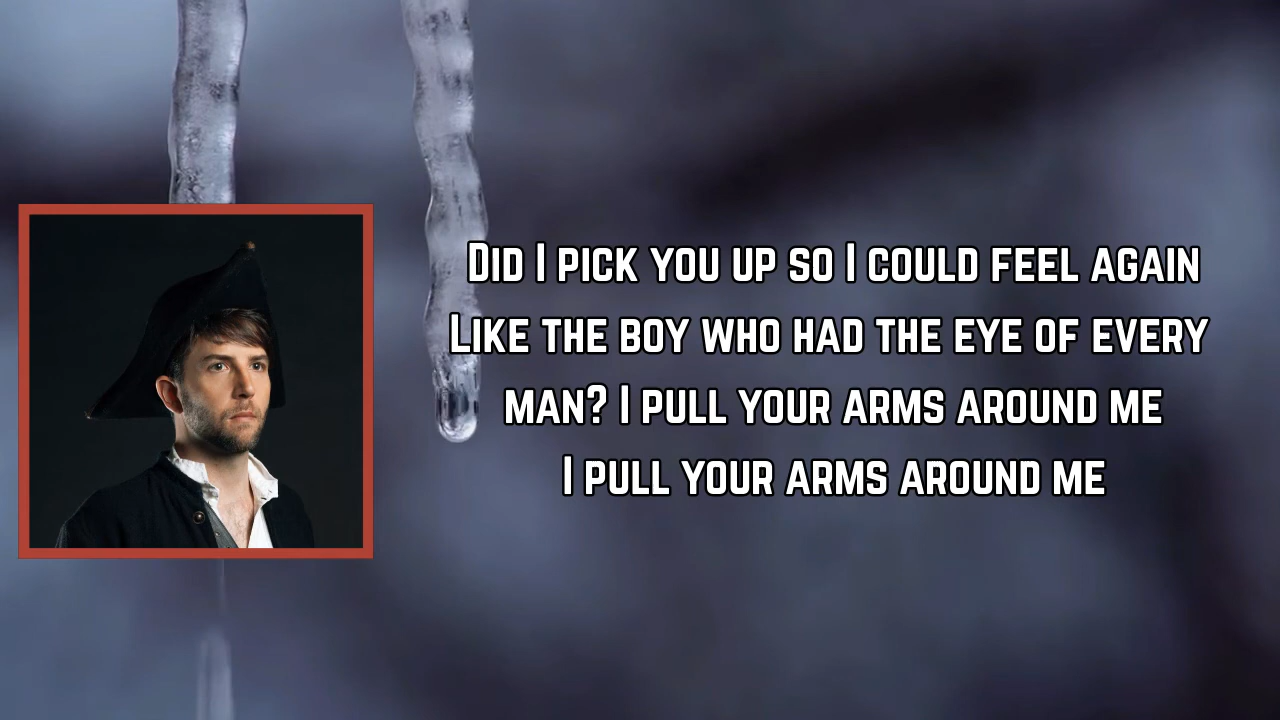 Did I pick you up so I could feel again
Like the boy who had the eye of every
man? I pull your arms around me
I pull your arms around me